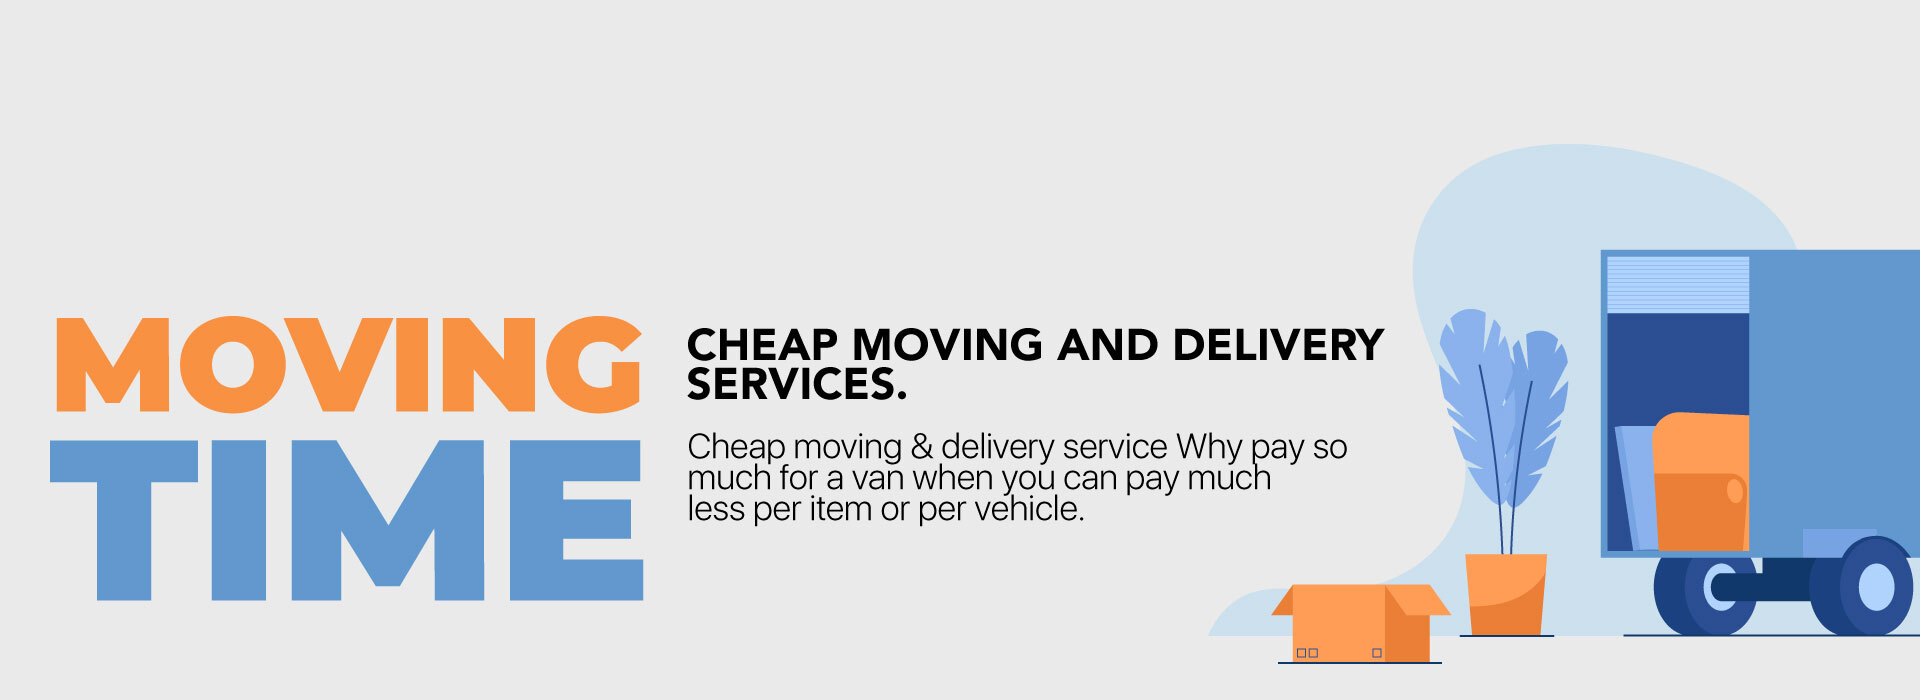 MOVING
TIME
CHEAP MOVING AND DELIVERY
SERVICES.
Cheap moving & delivery service Why pay so
much for a van when you can pay much
less per item or per vehicle.